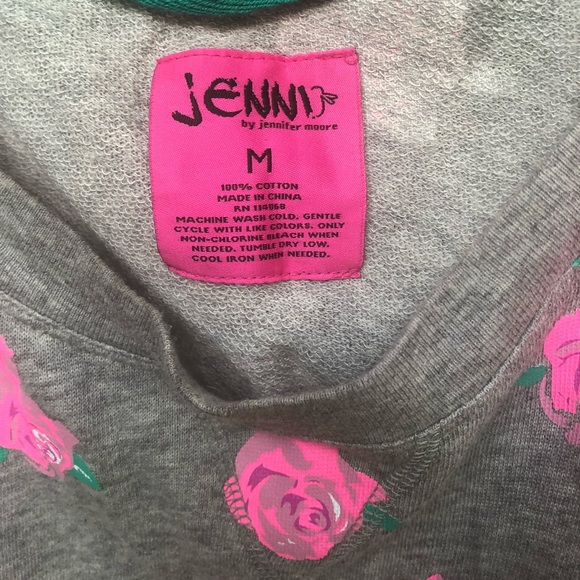 JENNI
by jennifer moore
M
100% COTTON
MADE IN CHINA
RN 114060
MACHINE WASH COLD, GENTLE
CYCLE WITH LIKE COLORS. ONLY
NON-CHLORINE BLEACH WHEN
NEEDED. TUMBLE DRY LOW.
COOL IRON WHEN NEEDED.